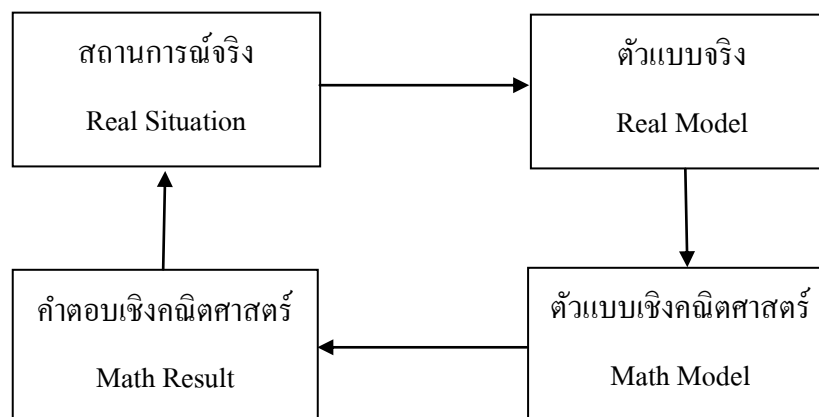 สถานการณ์จริง
Real Situation
ตัวแบบจริง
Real Model
คำตอบเชิงคณิตศาสตร์
Math Result
ตัวแบบเชิงคณิตศาสตร์
Math Model